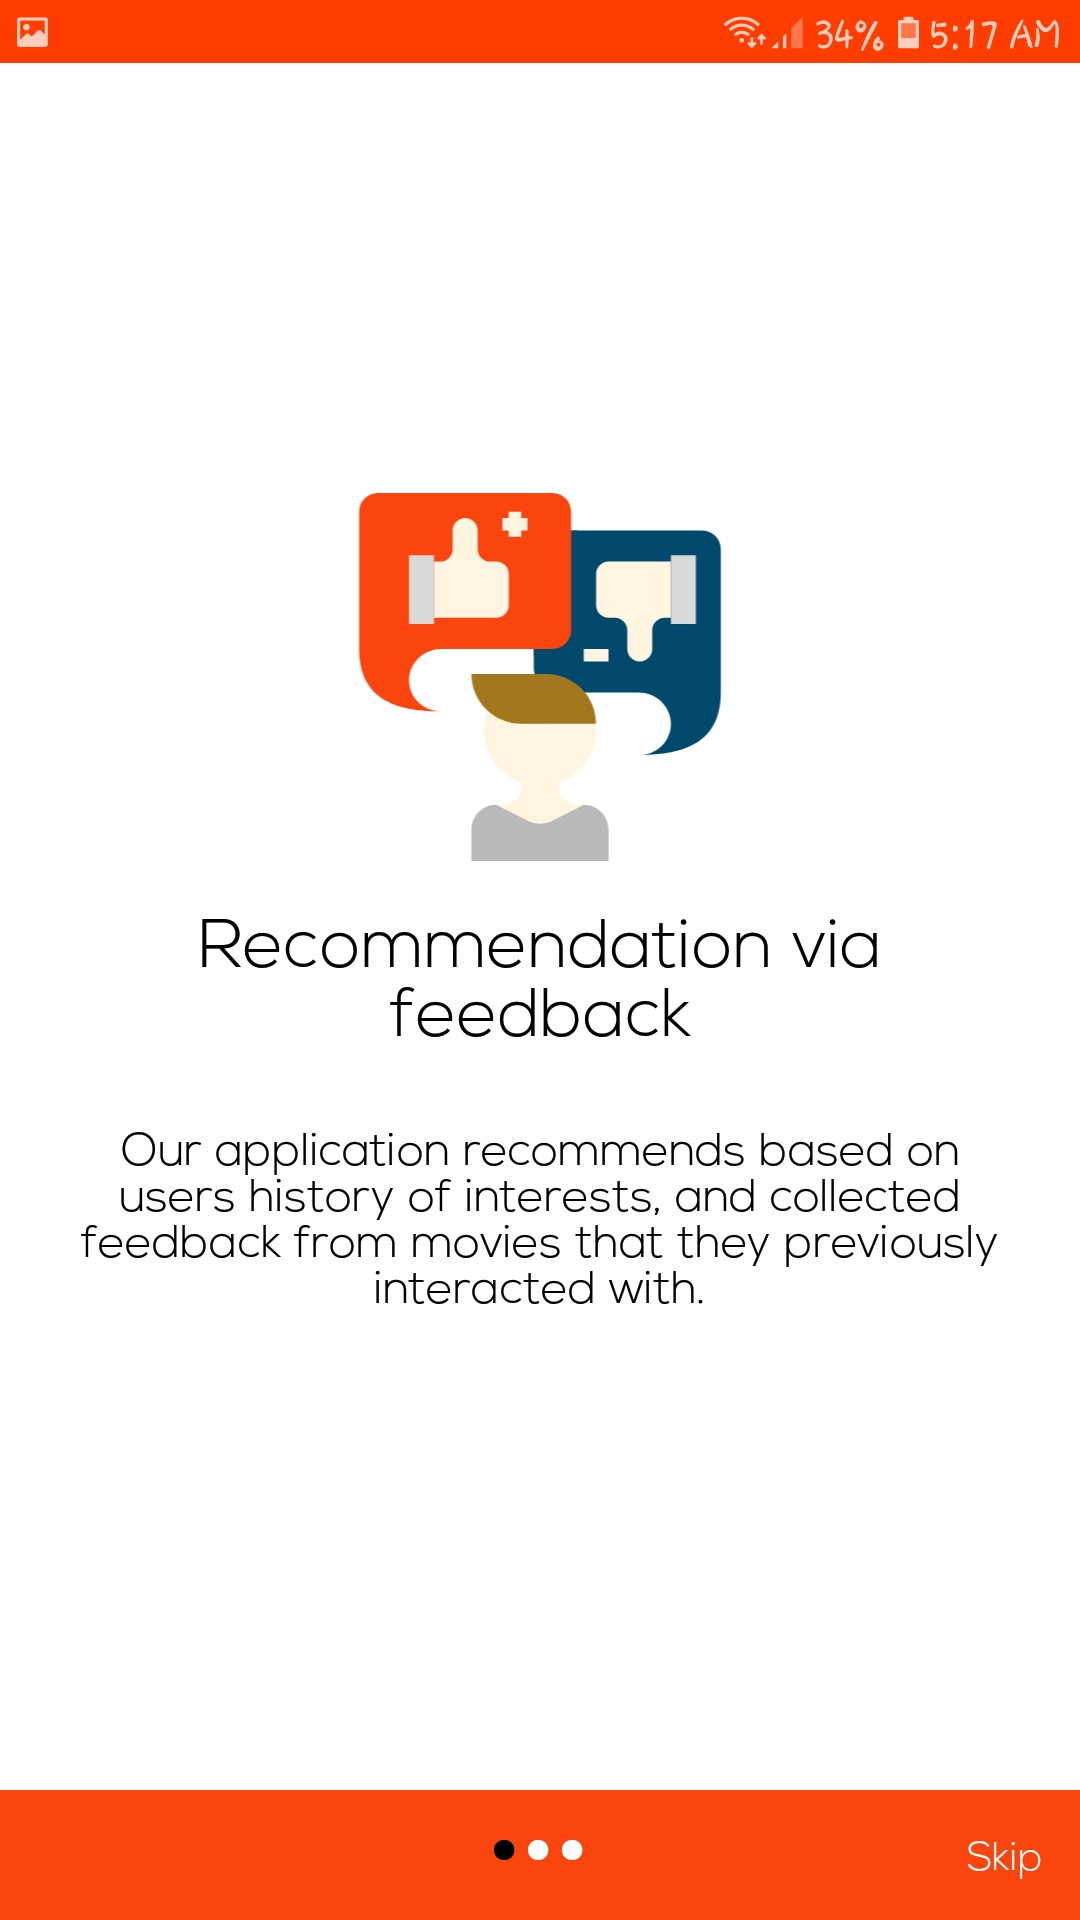 34% 5:17 AM
Recommendation via
feedback
Our application recommends based on
users history of interests, and collected
feedback from movies that they previously
interacted with.
Skip